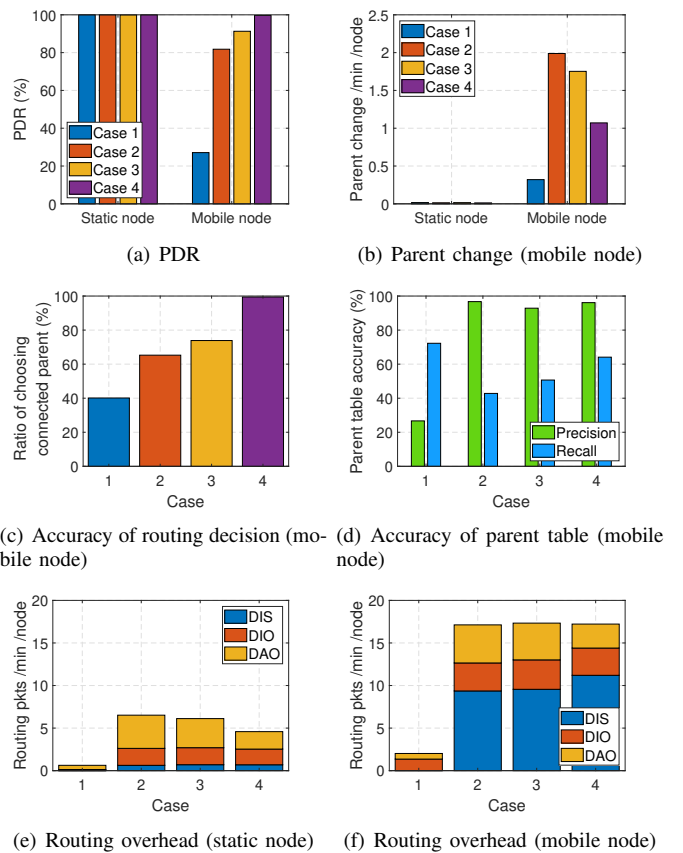 100
80
60
40
20
0
PDR (%)
Case 1
Case 2
Case 3
Case 4
Static node
Mobile node
(a) PDR
2.5
2
1.5
1
0.5
0
Parent change /min /node
Case 1
Case 2
Case 3
Case 4
Static node
Mobile node
(b) Parent change (mobile node)
100
80
60
40
20
0
Ratio of choosing
connected parent (%)
1
2
3
4
Case
(c) Accuracy of routing decision (mo-
bile node)
100
80
60
40
20
0
Parent table accuracy (%)
Precision
Recall
1
2
3
4
Case
(d) Accuracy of parent table (mobile
node)
20
15
10
5
0
Routing pkts /min /node
DIS
DIO
DAO
1
2
3
4
Case
(e) Routing overhead (static node)
20
15
10
5
0
Routing pkts /min /node
DIS
DIO
DAO
1
2
3
4
Case
(f) Routing overhead (mobile node)